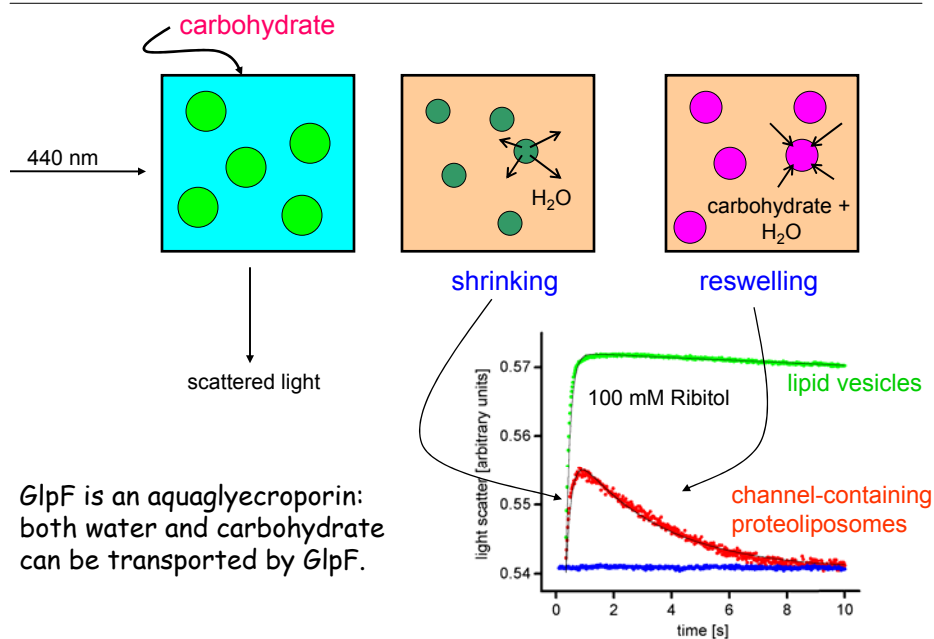 carbohydrate
440 nm
H₂O
carbohydrate +
H₂O
shrinking
reswelling
scattered light
0.57
0.56
0.55
0.54
light scatter [arbitrary units]
100 mM Ribitol
lipid vesicles
channel-containing
proteoliposomes
0 2 4 6 8 10
time [s]
GlpF is an aquaglyecroporin:
both water and carbohydrate
can be transported by GlpF.